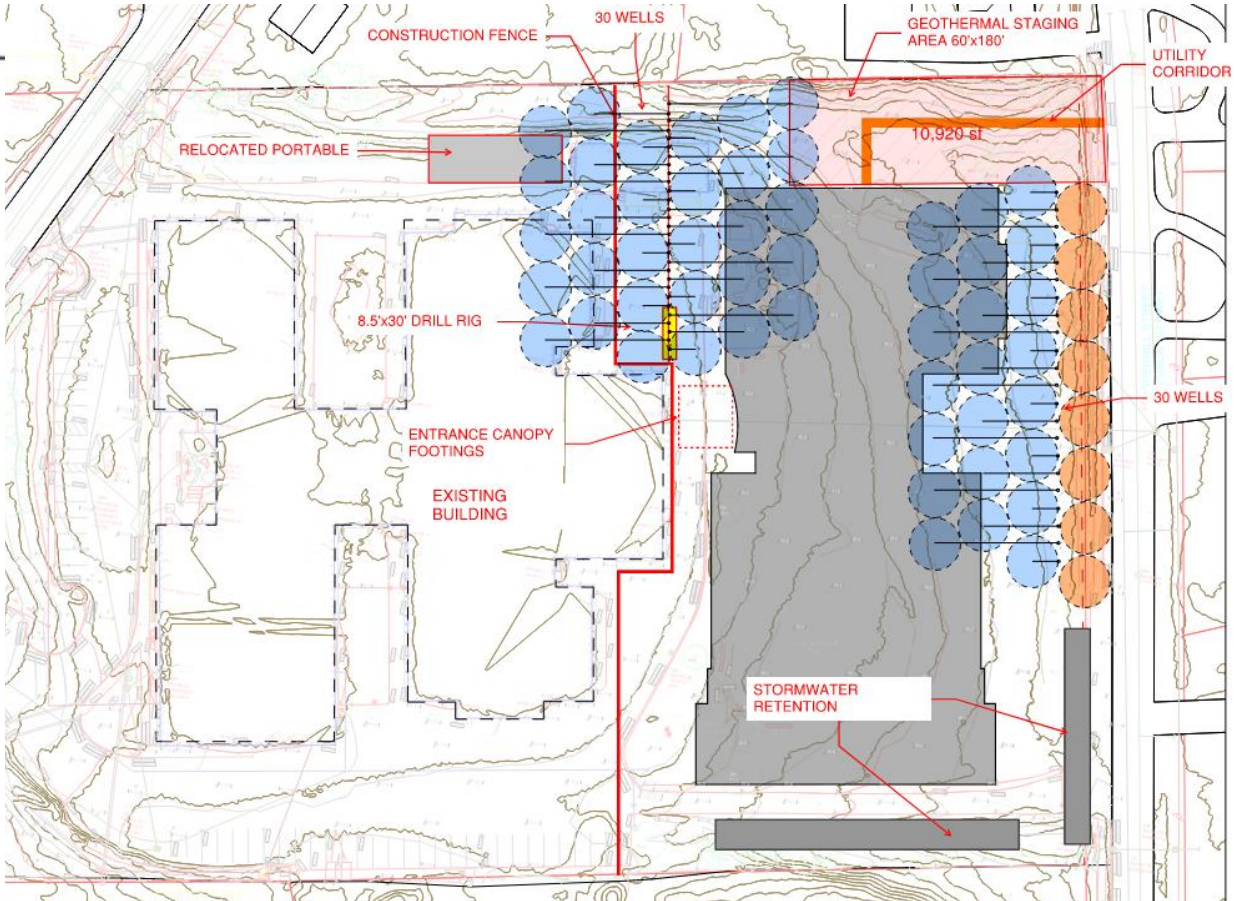 30 WELLS
CONSTRUCTION FENCE
GEOTHERMAL STAGING
AREA 60'x180'
UTILITY
CORRIDOR
10,920 sf
RELOCATED PORTABLE
8.5'x30' DRILL RIG
30 WELLS
ENTRANCE CANOPY
FOOTINGS
EXISTING
BUILDING
STORMWATER
RETENTION